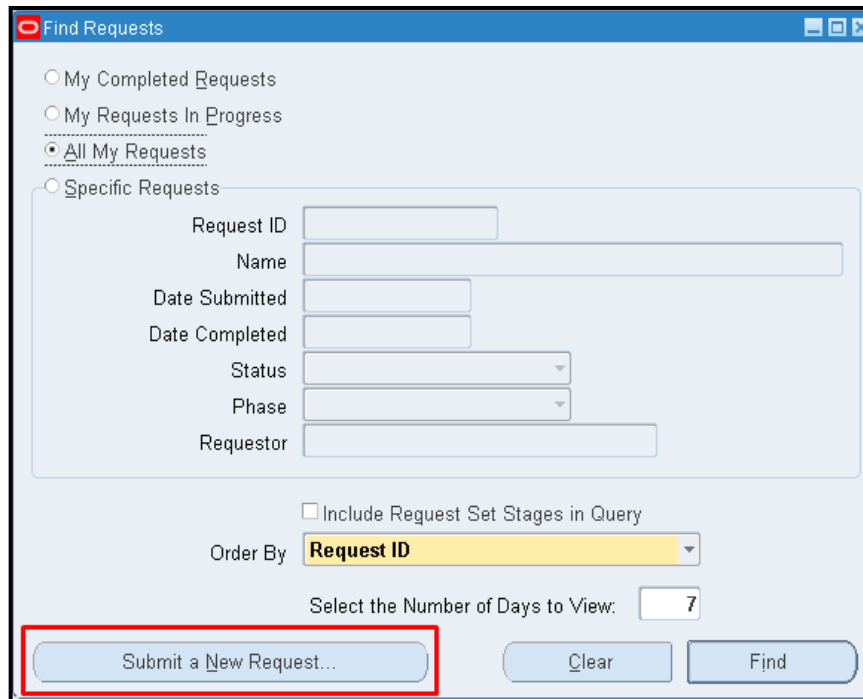 Find Requests
My Completed Requests
My Requests In Progress
All My Requests
Specific Requests
Request ID
Name
Date Submitted
Date Completed
Status
Phase
Requestor
Include Request Set Stages in Query
Order By Request ID
Select the Number of Days to View: 7
Submit a New Request... Clear Find